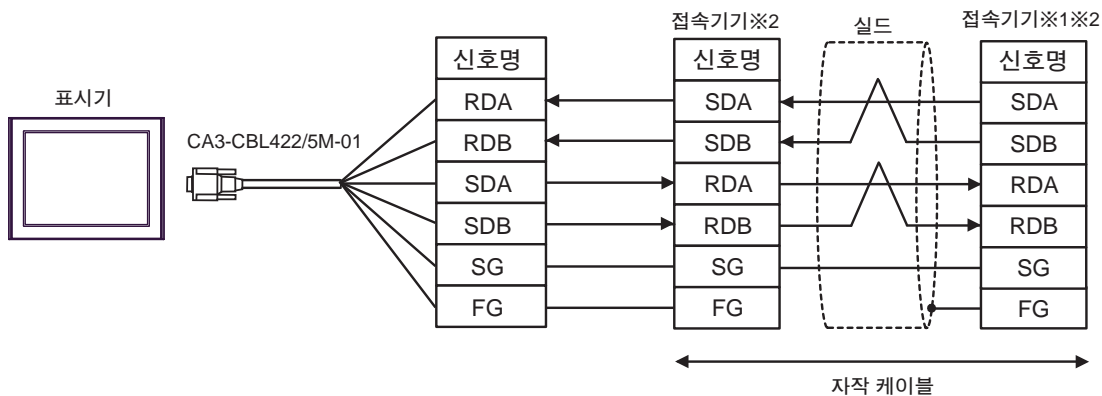 표시기
CA3-CBL422/5M-01
신호명
RDA
RDB
SDA
SDB
SG
FG
접속기기※2
신호명
SDA
SDB
RDA
RDB
SG
FG
실드
접속기기※1※2
신호명
SDA
SDB
RDA
RDB
SG
FG
자작 케이블